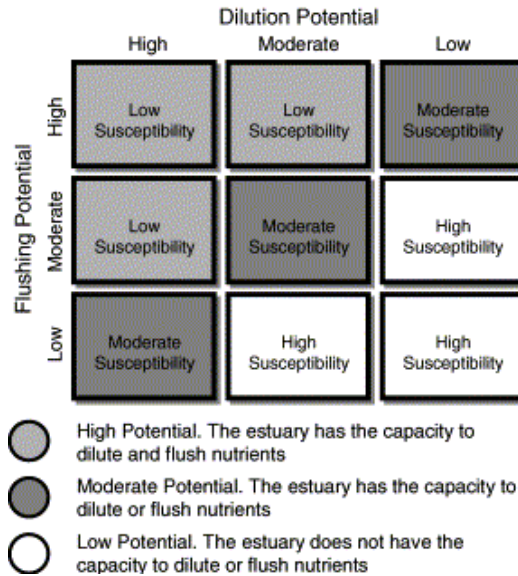 Dilution Potential
High Moderate Low
Flushing Potential
High
Low
Susceptibility
Low
Susceptibility
Moderate
Susceptibility
Moderate
Low
Susceptibility
Moderate
Susceptibility
High
Susceptibility
Low
Moderate
Susceptibility
High
Susceptibility
High
Susceptibility
High Potential. The estuary has the capacity to
dilute and flush nutrients
Moderate Potential. The estuary has the capacity to
dilute or flush nutrients
Low Potential. The estuary does not have the
capacity to dilute or flush nutrients